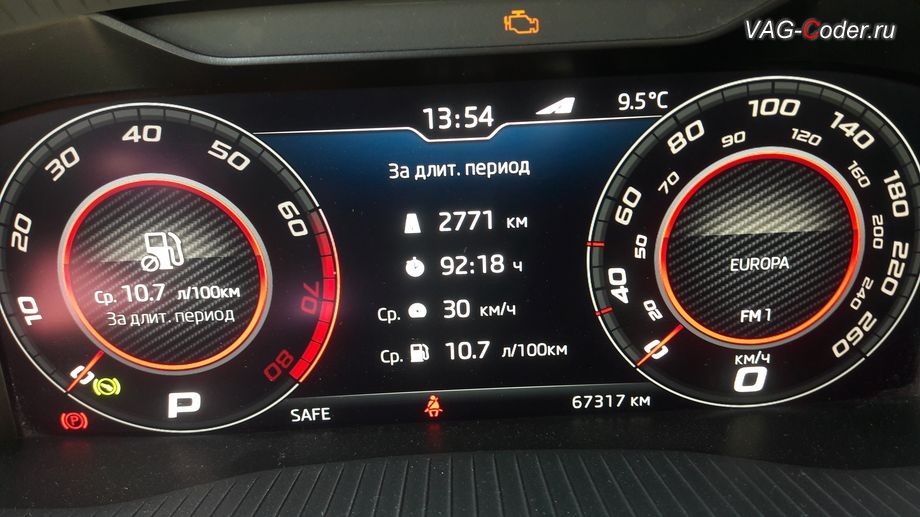 VAG-Coder.ru
13:54
9.5°C
За длит. период
2771 км
92:18 ч
Ср. 30 км/ч
Ср. 10.7 л/100км
0 10 20 30 40 50 60 70 80
Ср. 10.7 л/100км
За длит. период
P
(P)
0 20 40 50 60 70 80 90 100 120 140 160 180 200 220 240 260
EUROPA
FM 1
км/ч
0
SAFE
67317 км